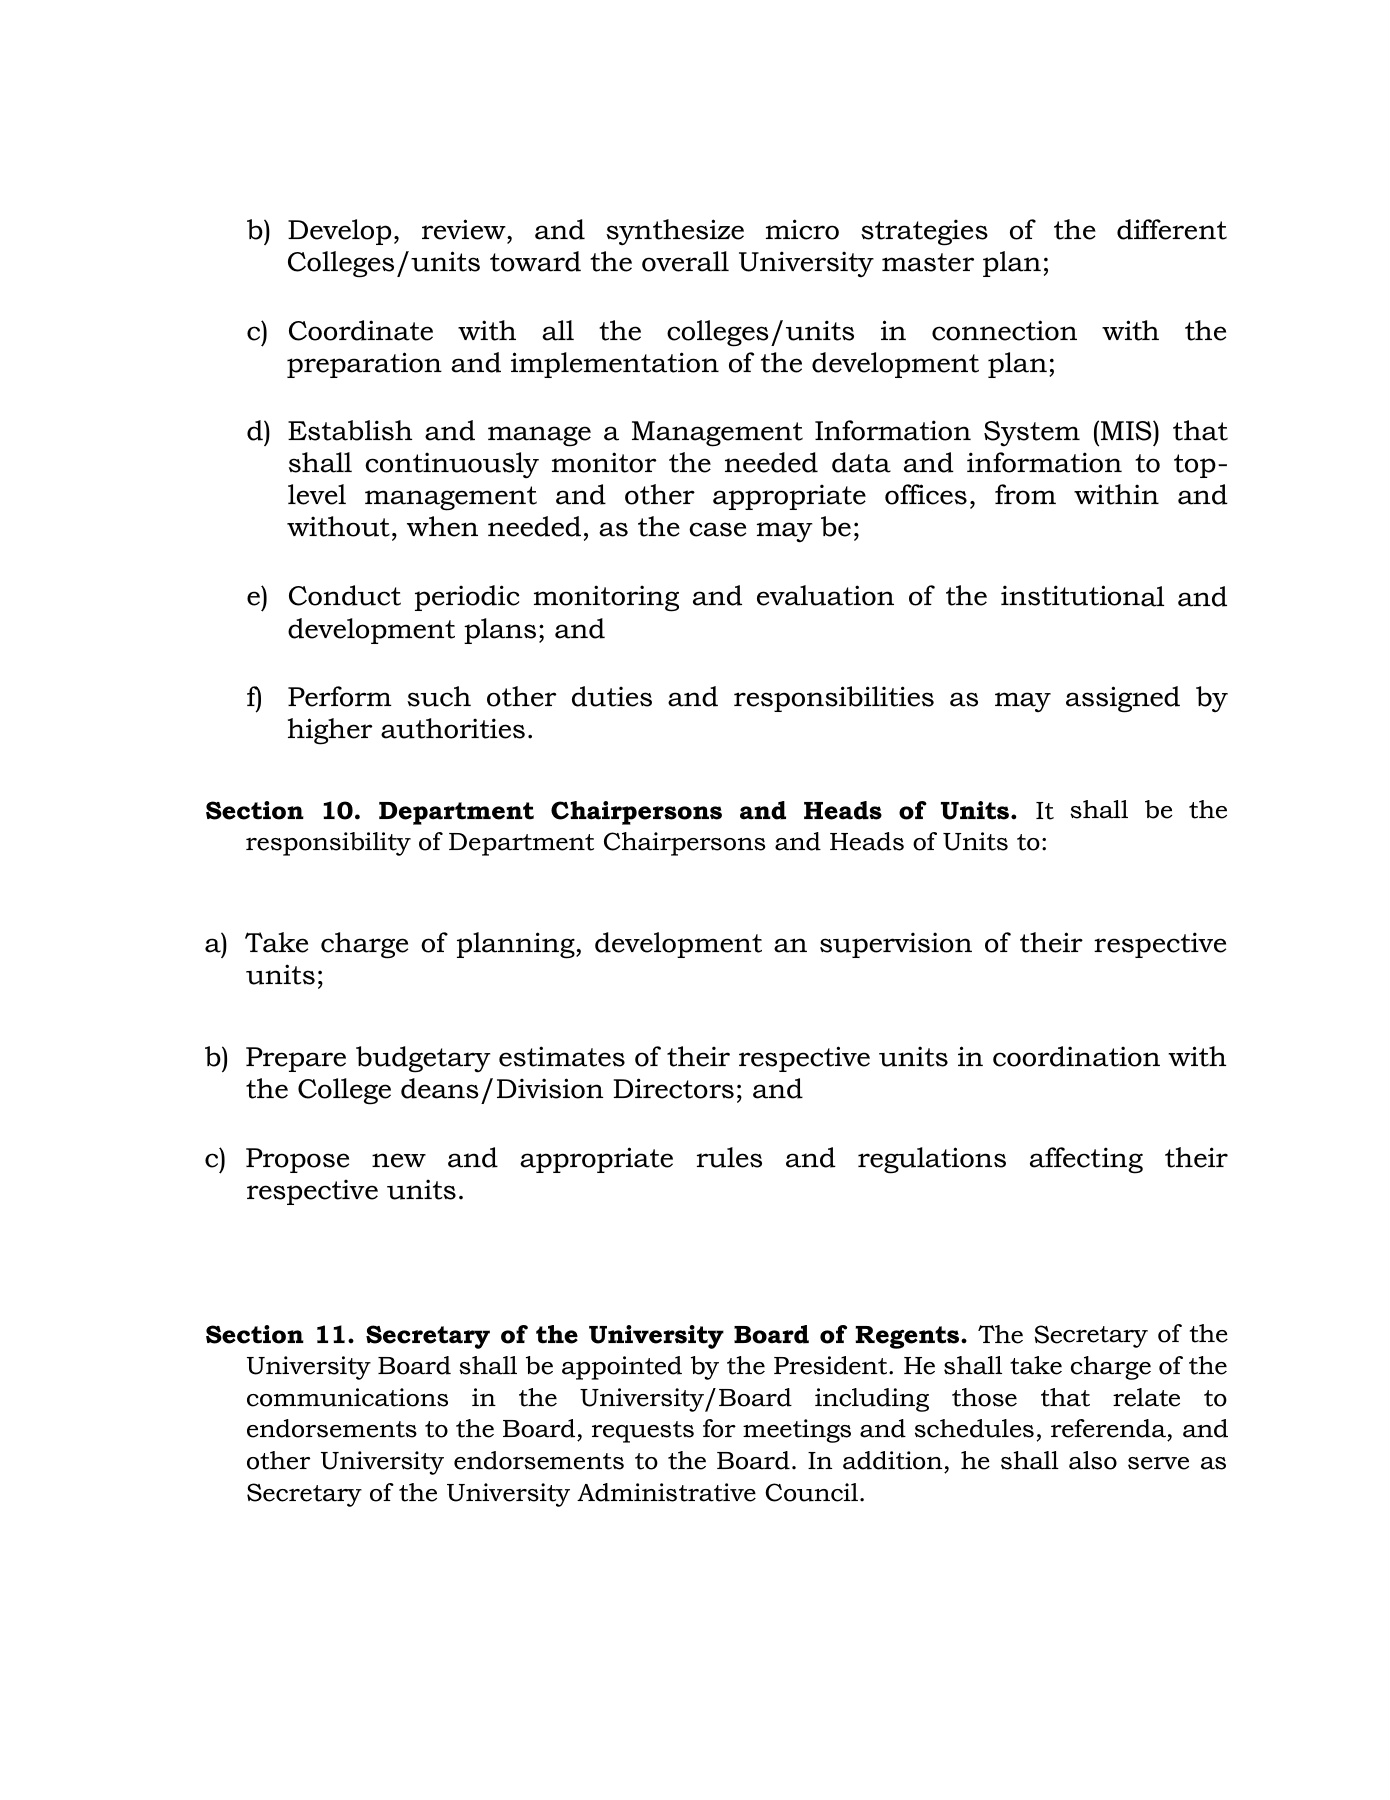 b) Develop, review, and synthesize micro strategies of the different
Colleges/units toward the overall University master plan;
c) Coordinate with all the colleges/units in connection with the
preparation and implementation of the development plan;
d) Establish and manage a Management Information System (MIS) that
shall continuously monitor the needed data and information to top-
level management and other appropriate offices, from within and
without, when needed, as the case may be;
e) Conduct periodic monitoring and evaluation of the institutional and
development plans; and
f) Perform such other duties and responsibilities as may assigned by
higher authorities.
Section 10. Department Chairpersons and Heads of Units. It shall be the
responsibility of Department Chairpersons and Heads of Units to:
a) Take charge of planning, development an supervision of their respective
units;
b) Prepare budgetary estimates of their respective units in coordination with
the College deans/Division Directors; and
c) Propose new and appropriate rules and regulations affecting their
respective units.
Section 11. Secretary of the University Board of Regents. The Secretary of the
University Board shall be appointed by the President. He shall take charge of the
communications in the University/Board including those that relate to
endorsements to the Board, requests for meetings and schedules, referenda, and
other University endorsements to the Board. In addition, he shall also serve as
Secretary of the University Administrative Council.